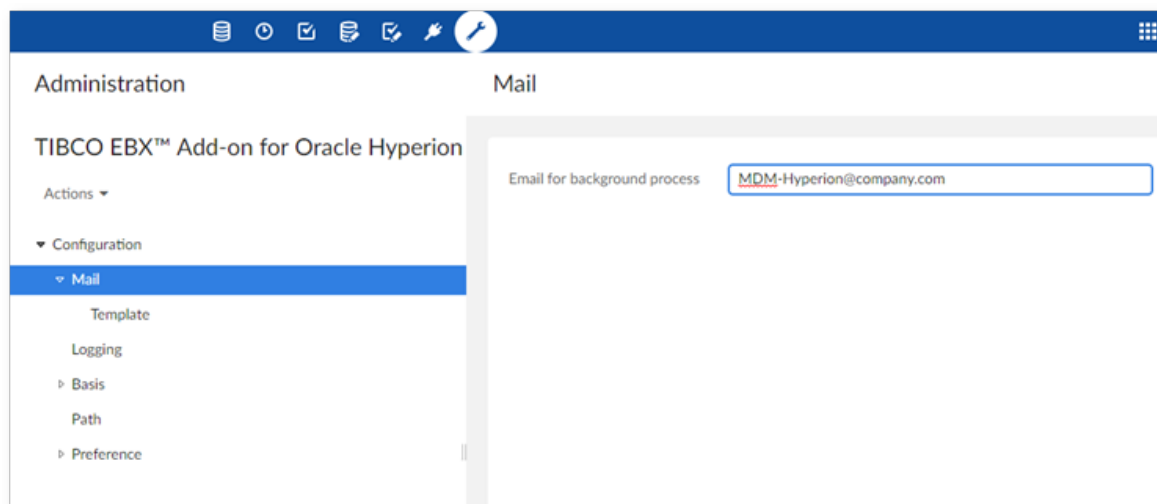 Administration
Mail
TIBCO EBX™ Add-on for Oracle Hyperion
Actions
Email for background process
MDM-Hyperion@company.com
Configuration
Mail
Template
Logging
Basis
Path
Preference